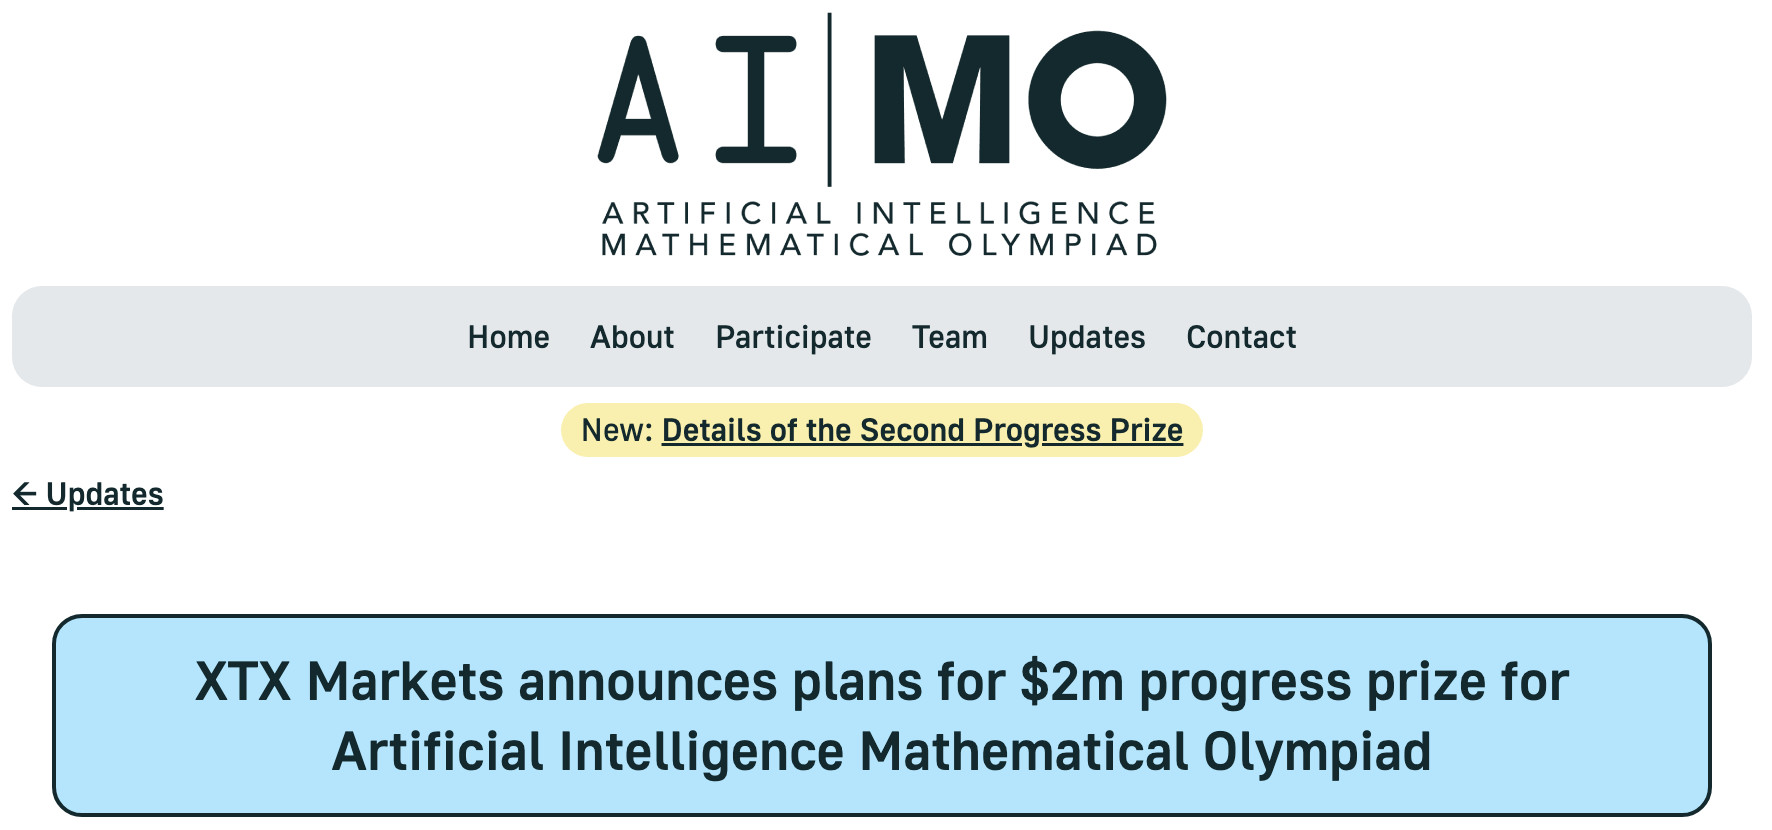 AI|MO
ARTIFICIAL INTELLIGENCE
MATHEMATICAL OLYMPIAD
Home About Participate Team Updates Contact
New: Details of the Second Progress Prize
← Updates
XTX Markets announces plans for $2m progress prize for
Artificial Intelligence Mathematical Olympiad